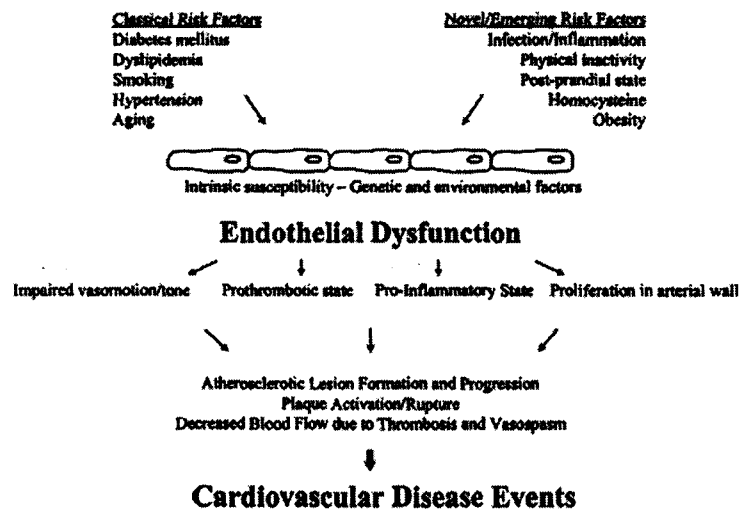 Classical Risk Factors
Diabetes mellitus
Dyslipidemia
Smoking
Hypertension
Aging
Novel/Emerging Risk Factors
Infection/Inflammation
Physical inactivity
Post-prandial state
Homocysteine
Obesity
Intrinsic susceptibility – Genetic and environmental factors
Endothelial Dysfunction
Impaired vasomotion/tone Prothrombotic state Pro-Inflammatory State Proliferation in arterial wall
Atherosclerotic Lesion Formation and Progression
Plaque Activation/Rupture
Decreased Blood Flow due to Thrombosis and Vasospasm
Cardiovascular Disease Events